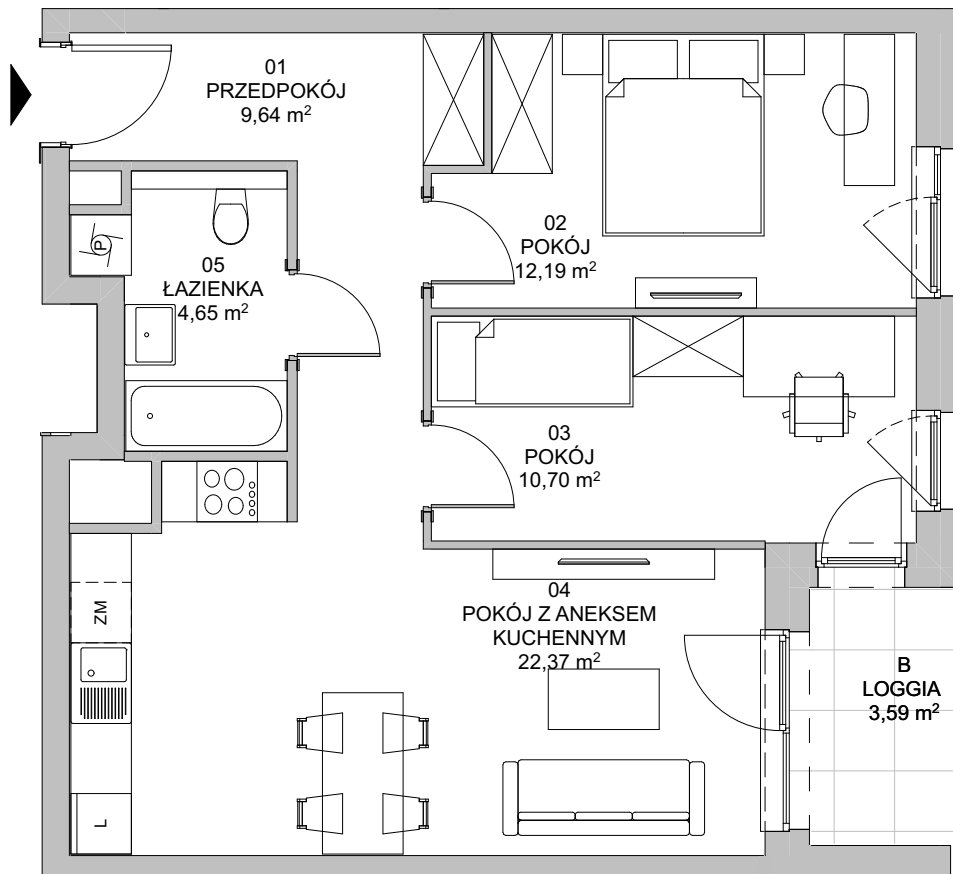 01
PRZEDPOKÓJ
9,64 m²
02
POKÓJ
12,19 m²
05
ŁAZIENKA
4,65 m²
P
03
POKÓJ
10,70 m²
04
POKÓJ Z ANEKSEM
KUCHENNYM
22,37 m²
ZM
B
LOGGIA
3,59 m²
L